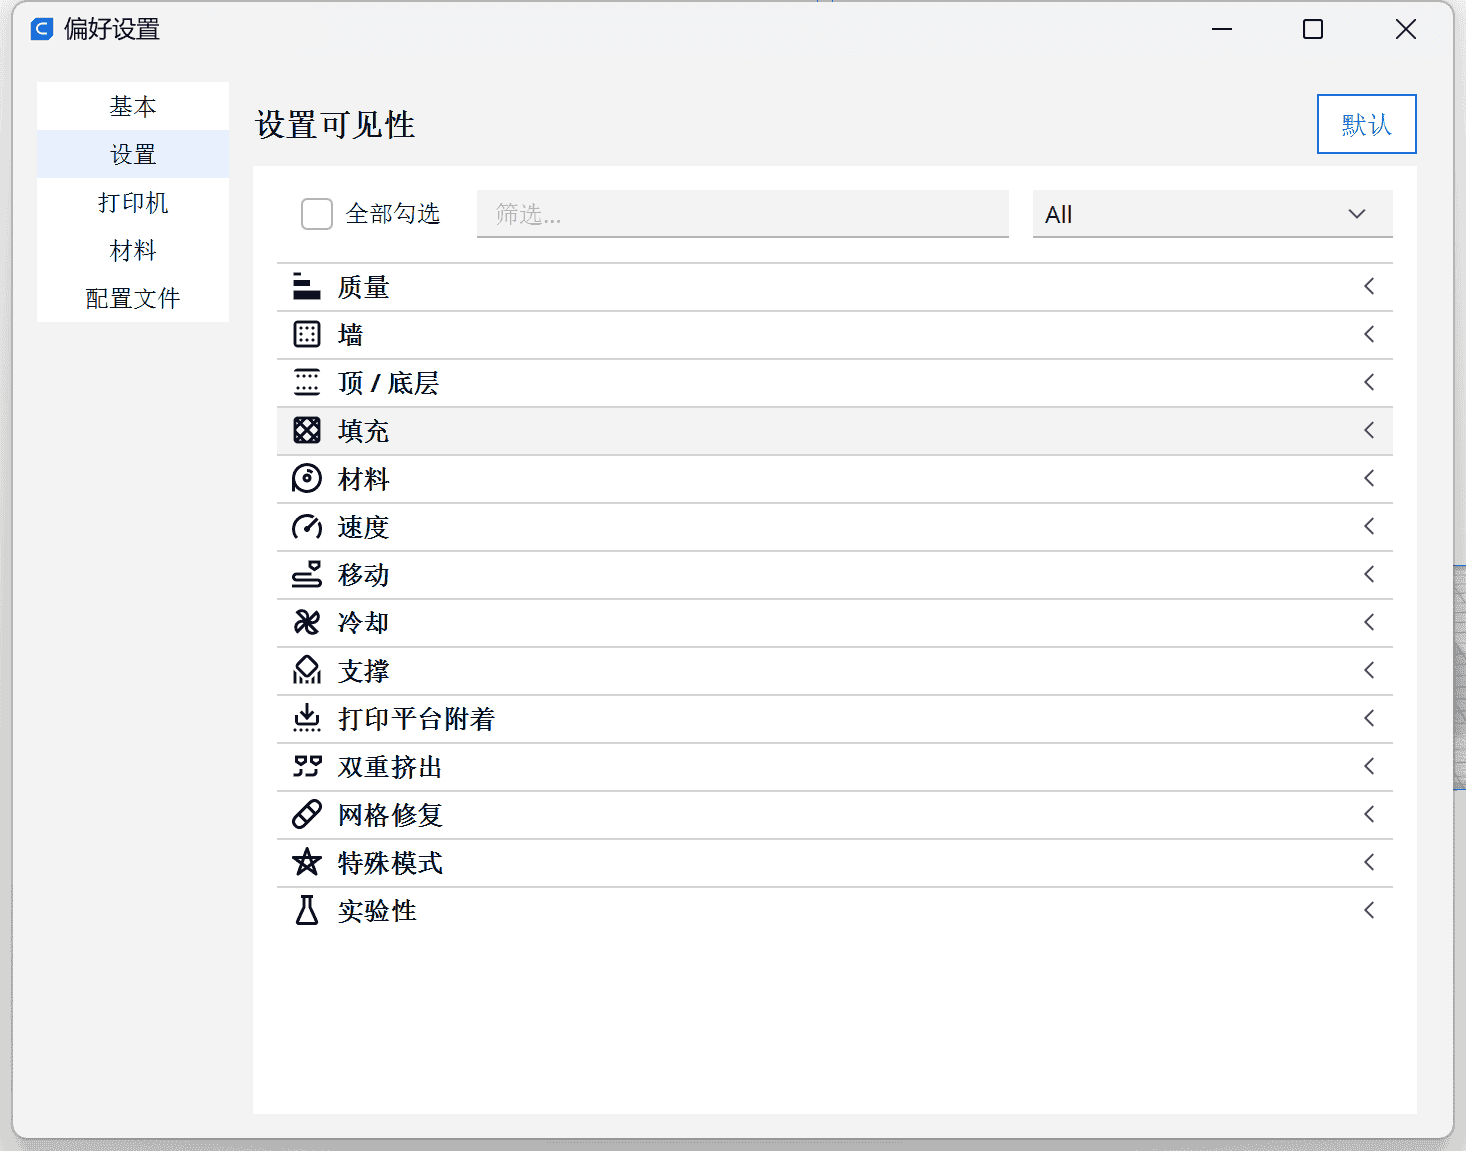 偏好设置
基本
设置
打印机
材料
配置文件
设置可见性
默认
全部勾选
筛选...
All
质量
墙
顶 / 底层
填充
材料
速度
移动
冷却
支撑
打印平台附着
双重挤出
网格修复
特殊模式
实验性